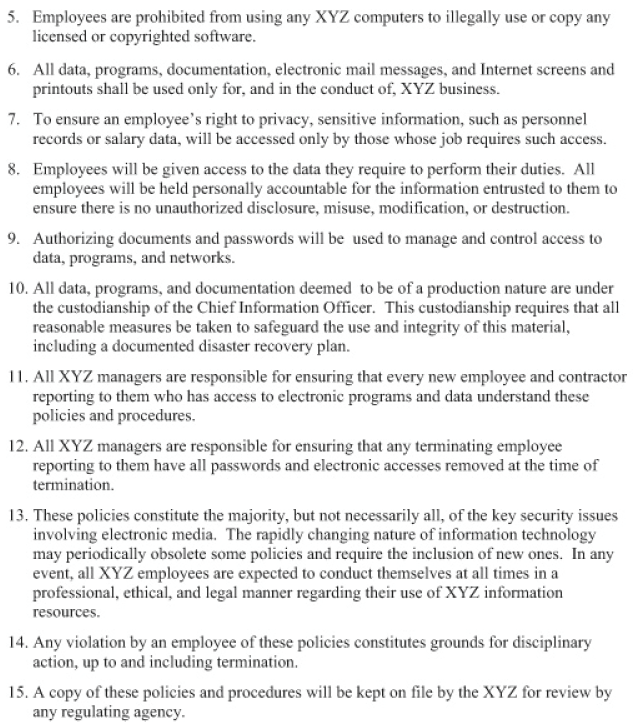 5. Employees are prohibited from using any XYZ computers to illegally use or copy any
licensed or copyrighted software.
6. All data, programs, documentation, electronic mail messages, and Internet screens and
printouts shall be used only for, and in the conduct of, XYZ business.
7. To ensure an employee's right to privacy, sensitive information, such as personnel
records or salary data, will be accessed only by those whose job requires such access.
8. Employees will be given access to the data they require to perform their duties. All
employees will be held personally accountable for the information entrusted to them to
ensure there is no unauthorized disclosure, misuse, modification, or destruction.
9. Authorizing documents and passwords will be used to manage and control access to
data, programs, and networks.
10. All data, programs, and documentation deemed to be of a production nature are under
the custodianship of the Chief Information Officer. This custodianship requires that all
reasonable measures be taken to safeguard the use and integrity of this material,
including a documented disaster recovery plan.
11. All XYZ managers are responsible for ensuring that every new employee and contractor
reporting to them who has access to electronic programs and data understand these
policies and procedures.
12. All XYZ managers are responsible for ensuring that any terminating employee
reporting to them have all passwords and electronic accesses removed at the time of
termination.
13. These policies constitute the majority, but not necessarily all, of the key security issues
involving electronic media. The rapidly changing nature of information technology
may periodically obsolete some policies and require the inclusion of new ones. In any
event, all XYZ employees are expected to conduct themselves at all times in a
professional, ethical, and legal manner regarding their use of XYZ information
resources.
14. Any violation by an employee of these policies constitutes grounds for disciplinary
action, up to and including termination.
15. A copy of these policies and procedures will be kept on file by the XYZ for review by
any regulating agency.